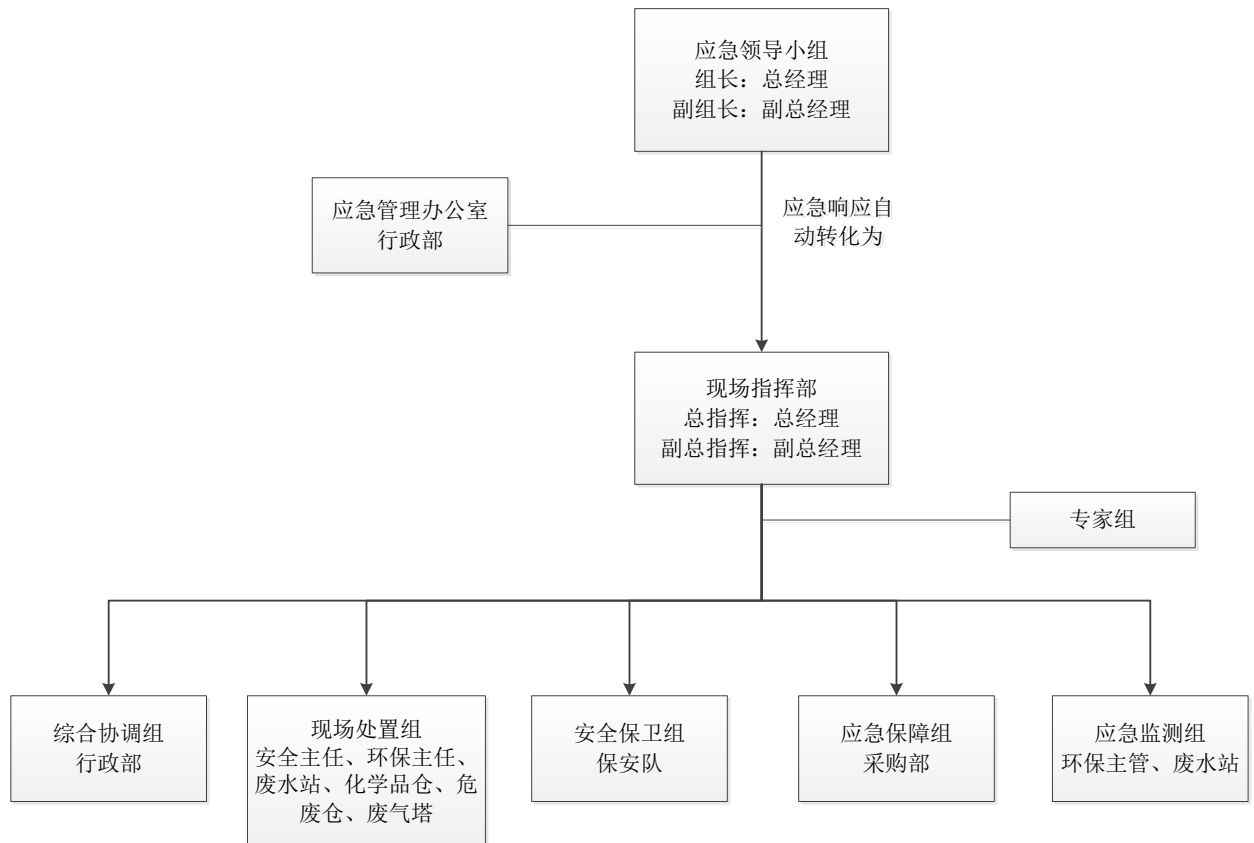 应急领导小组
组长：总经理
副组长：副总经理
应急管理办公室
行政部
应急响应自
动转化为
现场指挥部
总指挥：总经理
副总指挥：副总经理
专家组
综合协调组
行政部
现场处置组
安全主任、环保主任、
废水站、化学品仓、危
废仓、废气塔
安全保卫组
保安队
应急保障组
采购部
应急监测组
环保主管、废水站